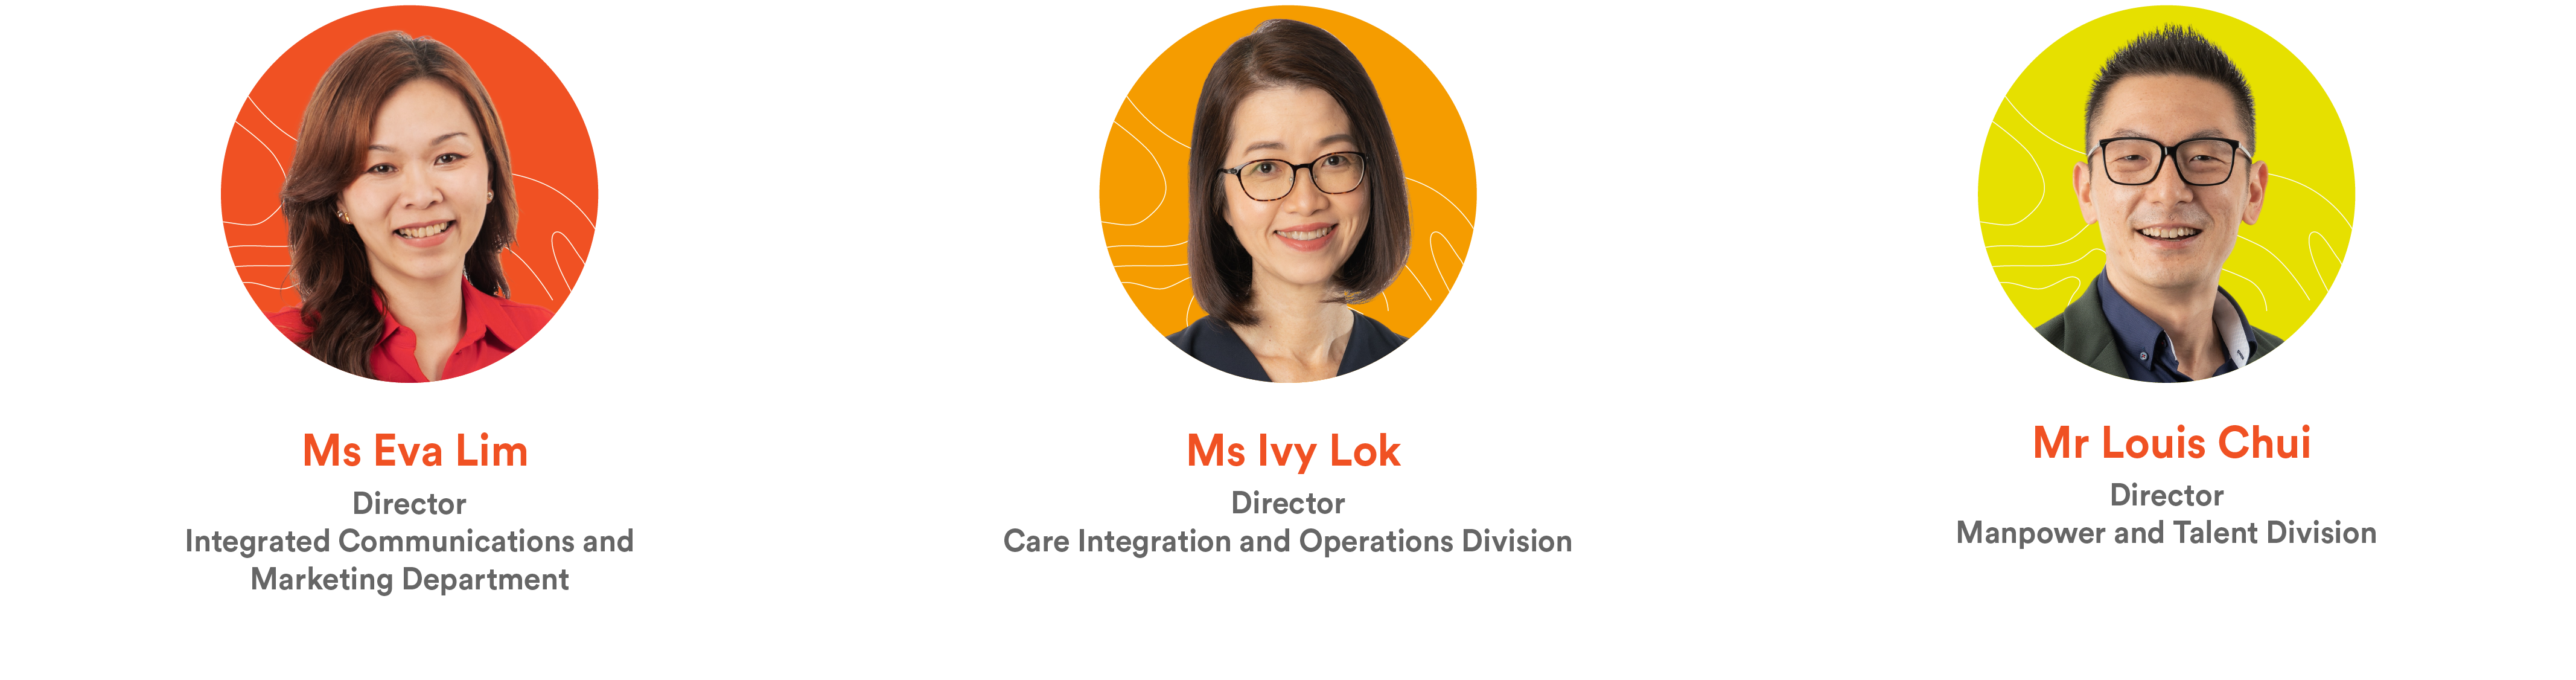 Ms Eva Lim
Director
Integrated Communications and
Marketing Department
Ms Ivy Lok
Director
Care Integration and Operations Division
Mr Louis Chui
Director
Manpower and Talent Division